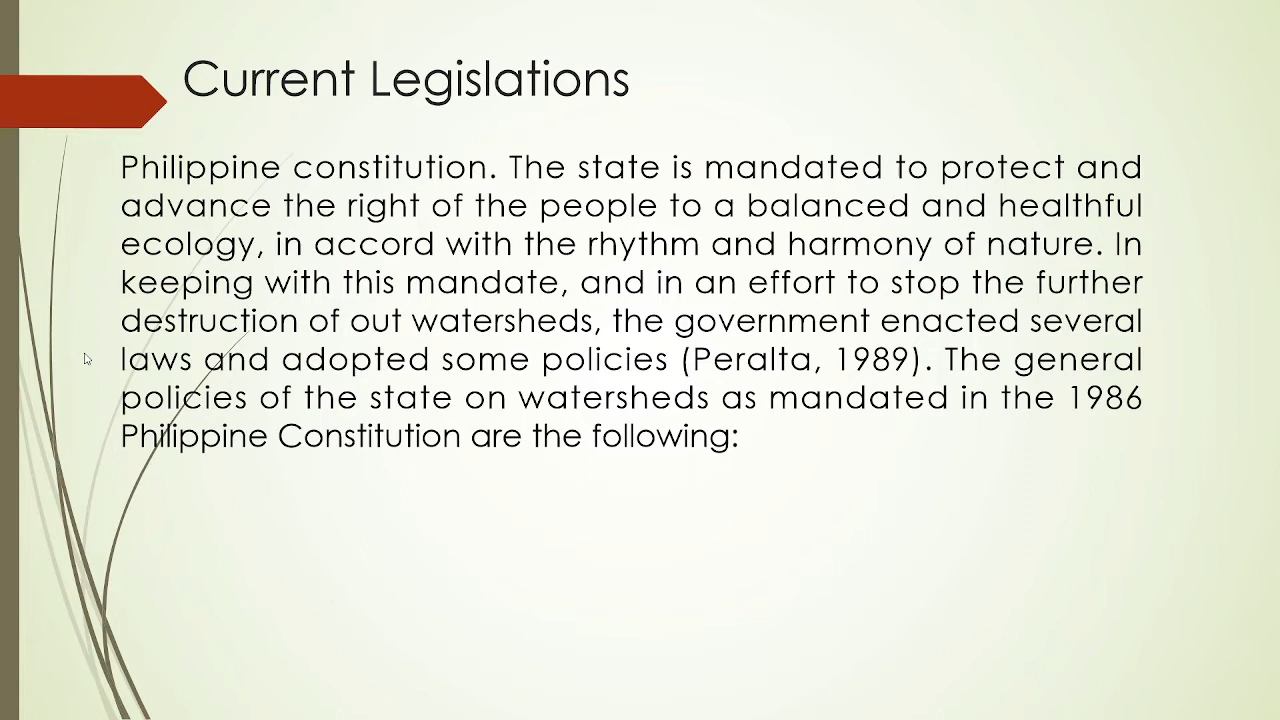 Current Legislations
Philippine constitution. The state is mandated to protect and
advance the right of the people to a balanced and healthful
ecology, in accord with the rhythm and harmony of nature. In
keeping with this mandate, and in an effort to stop the further
destruction of out watersheds, the government enacted several
laws and adopted some policies (Peralta, 1989). The general
policies of the state on watersheds as mandated in the 1986
Philippine Constitution are the following: